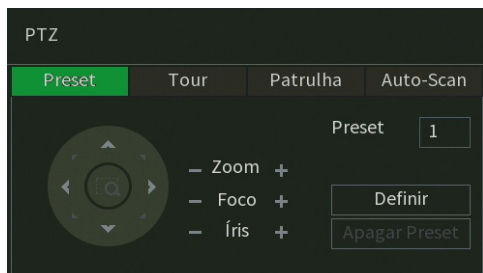 PTZ
Preset Tour Patrulha Auto-Scan
Preset 1
– Zoom +
– Foco + Definir
– Íris + Apagar Preset